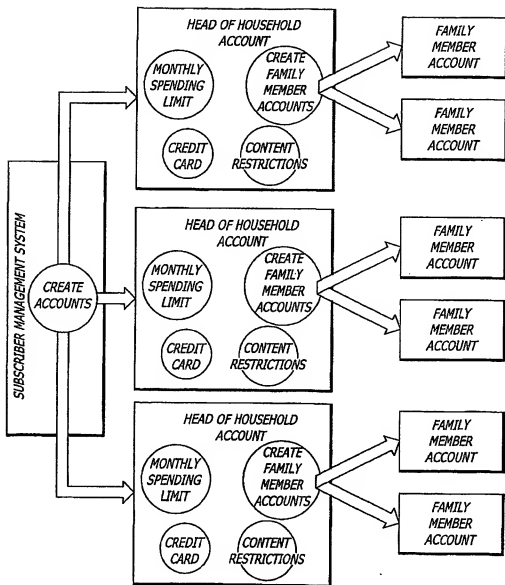 SUBSCRIBER MANAGEMENT SYSTEM
CREATE
ACCOUNTS
HEAD OF HOUSEHOLD
ACCOUNT
MONTHLY
SPENDING
LIMIT
CREATE
FAMILY
MEMBER
ACCOUNTS
CREDIT
CARD
CONTENT
RESTRICTIONS
FAMILY
MEMBER
ACCOUNT
FAMILY
MEMBER
ACCOUNT
HEAD OF HOUSEHOLD
ACCOUNT
MONTHLY
SPENDING
LIMIT
CREATE
FAMILY
MEMBER
ACCOUNTS
CREDIT
CARD
CONTENT
RESTRICTIONS
FAMILY
MEMBER
ACCOUNT
FAMILY
MEMBER
ACCOUNT
HEAD OF HOUSEHOLD
ACCOUNT
MONTHLY
SPENDING
LIMIT
CREATE
FAMILY
MEMBER
ACCOUNTS
CREDIT
CARD
CONTENT
RESTRICTIONS
FAMILY
MEMBER
ACCOUNT
FAMILY
MEMBER
ACCOUNT